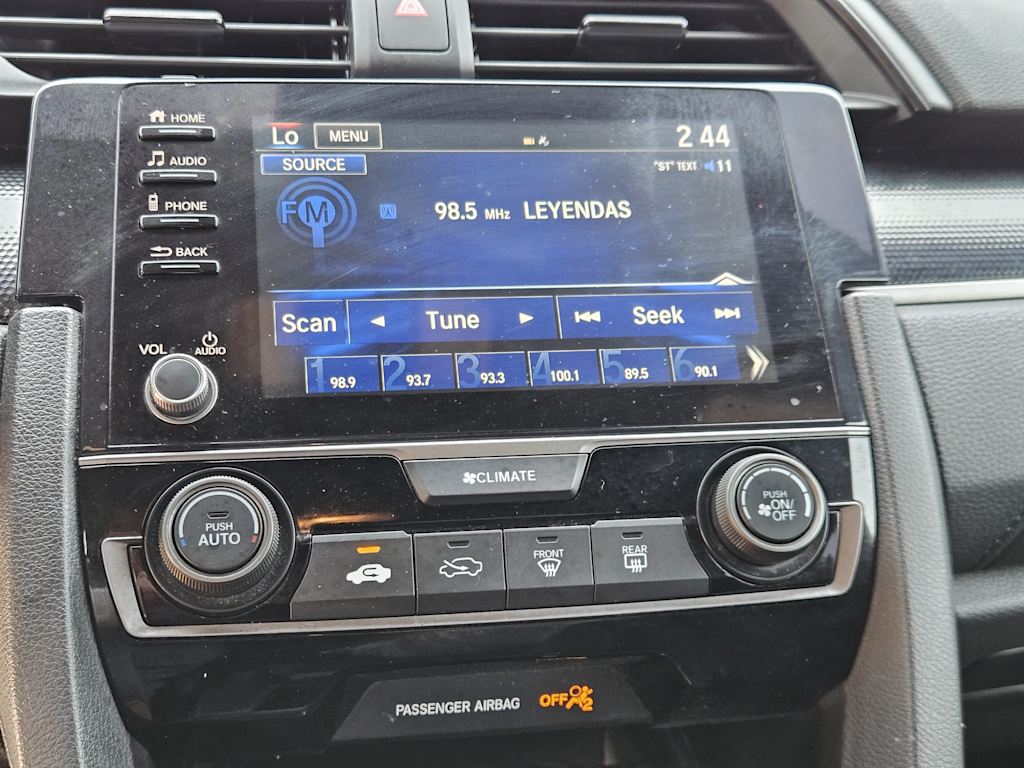 HOME
AUDIO
PHONE
BACK
VOL AUDIO
Lo MENU 2 44
SOURCE "ST" TEXT 11
FM 98.5 MHz LEYENDAS
Scan Tune Seek
1 98.9 2 93.7 3 93.3 4 100.1 5 89.5 6 90.1
CLIMATE
PUSH AUTO
FRONT
REAR
PUSH ON/OFF
PASSENGER AIRBAG OFF